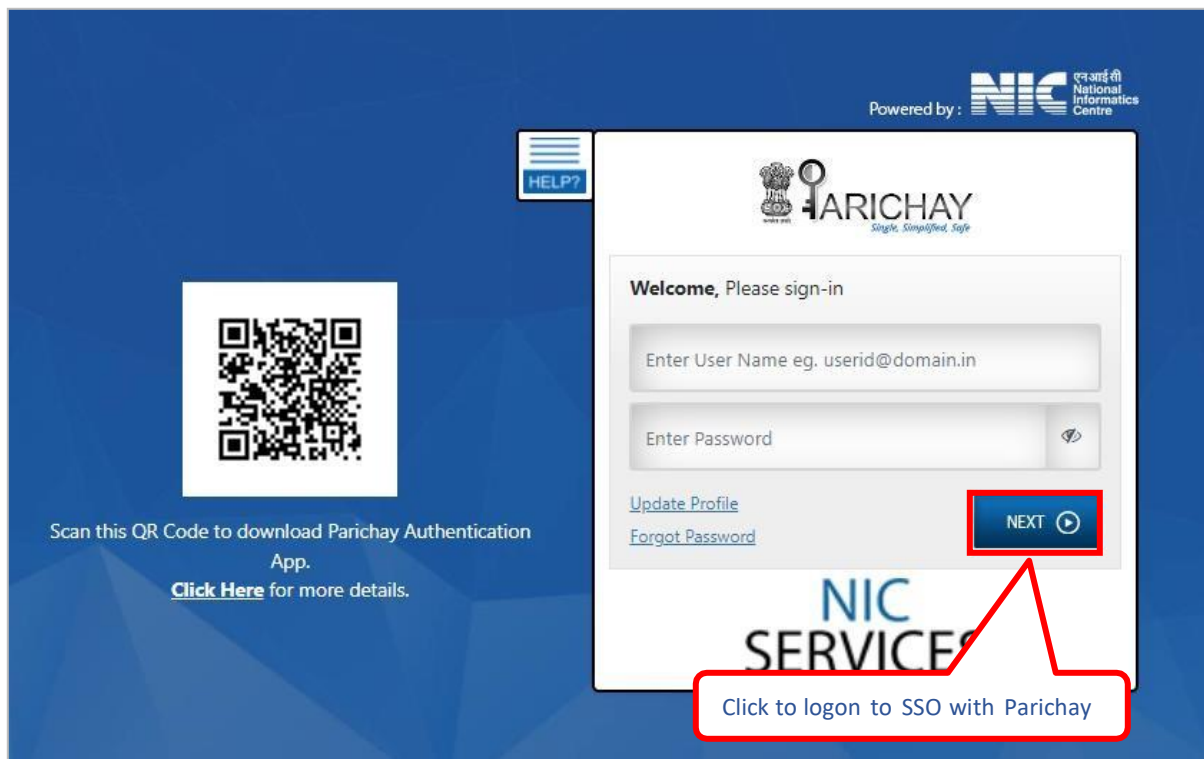 Powered by :
NIC
एनआईसी
National
Informatics
Centre
HELP?
PARICHAY
Single, Simplified, Safe
Welcome, Please sign-in
Enter User Name eg. userid@domain.in
Enter Password
Update Profile
Forgot Password
NEXT
Scan this QR Code to download Parichay Authentication
App.
Click Here for more details.
NIC
SERVICES
Click to logon to SSO with Parichay